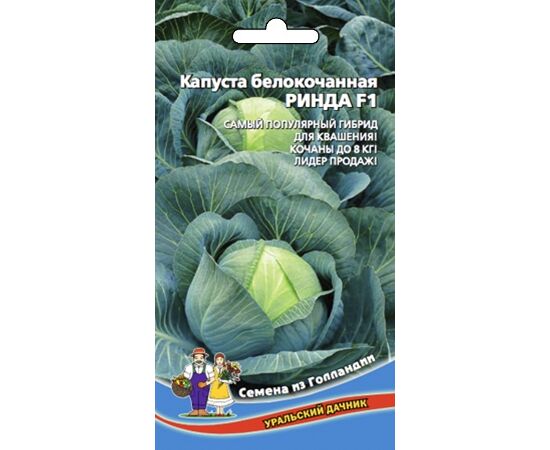 Капуста белокочанная
РИНДА F1
САМЫЙ ПОПУЛЯРНЫЙ ГИБРИД
ДЛЯ КВАШЕНИЯ!
КОЧАНЫ ДО 8 КГ!
ЛИДЕР ПРОДАЖ!
Семена из Голландии
УРАЛЬСКИЙ ДАЧНИК